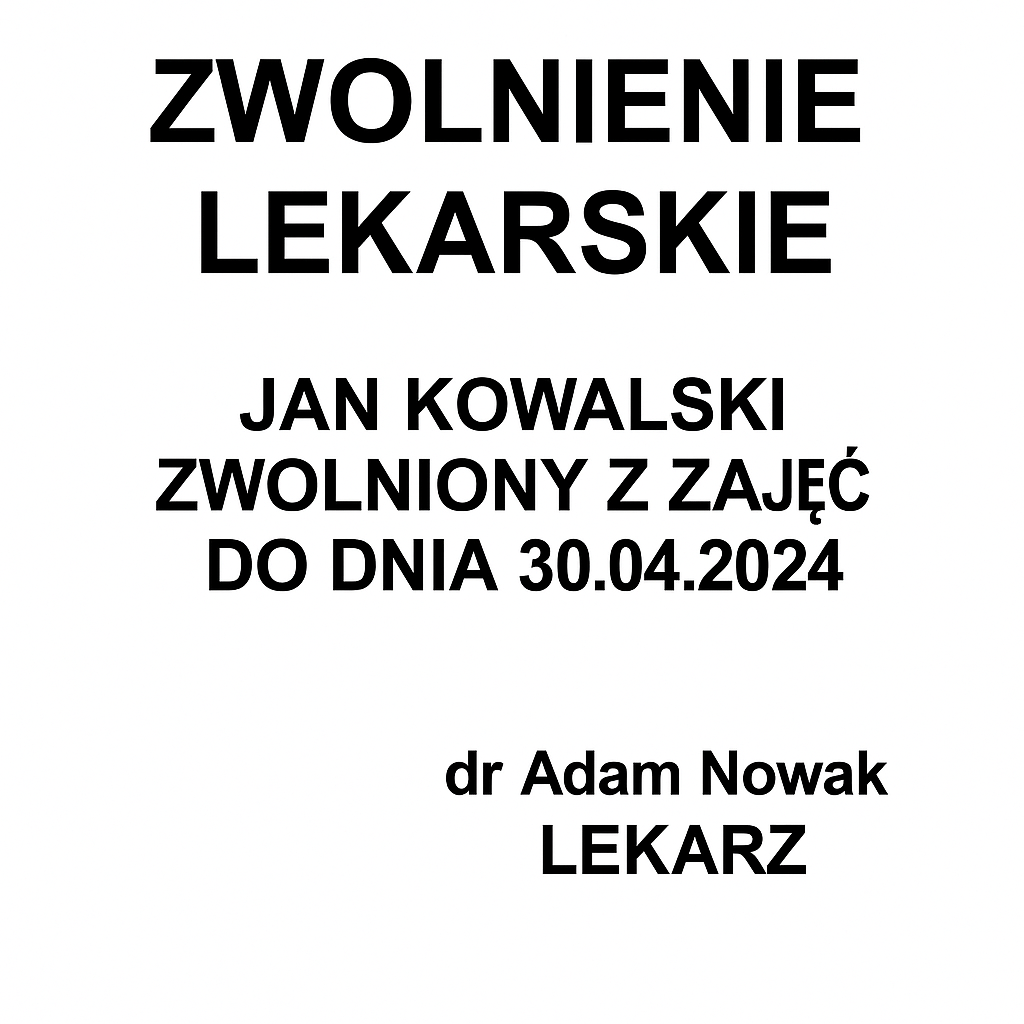 ZWOLNIENIE
LEKARSKIE
JAN KOWALSKI
ZWOLNIONY Z ZAJĘĆ
DO DNIA 30.04.2024
dr Adam Nowak
LEKARZ